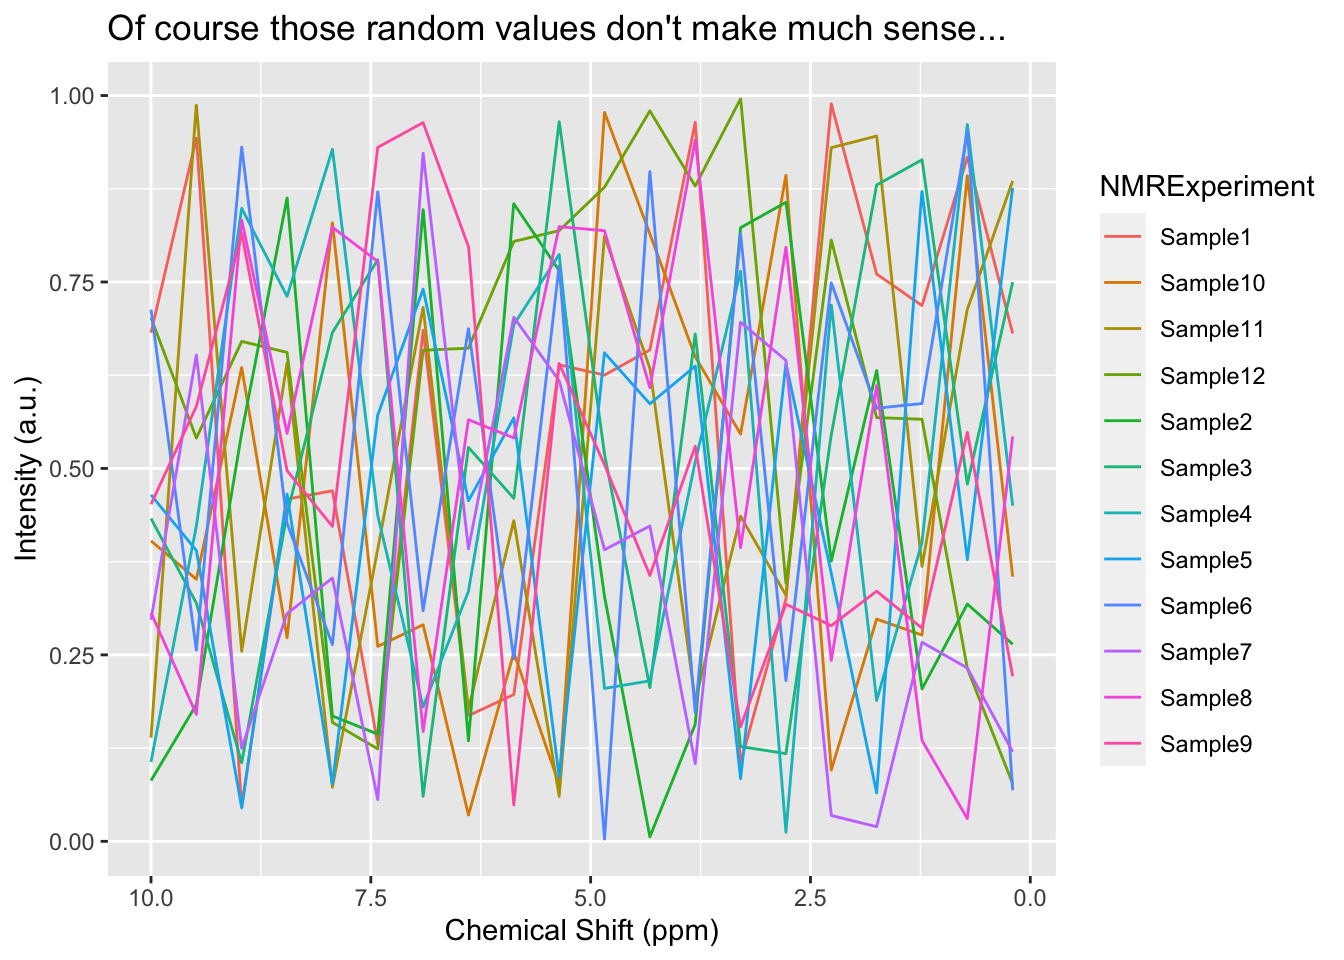 Of course those random values don't make much sense...
1.00
0.75
0.50
0.25
0.00
Intensity (a.u.)
10.0 7.5 5.0 2.5 0.0
Chemical Shift (ppm)
NMRExperiment
Sample1
Sample10
Sample11
Sample12
Sample2
Sample3
Sample4
Sample5
Sample6
Sample7
Sample8
Sample9